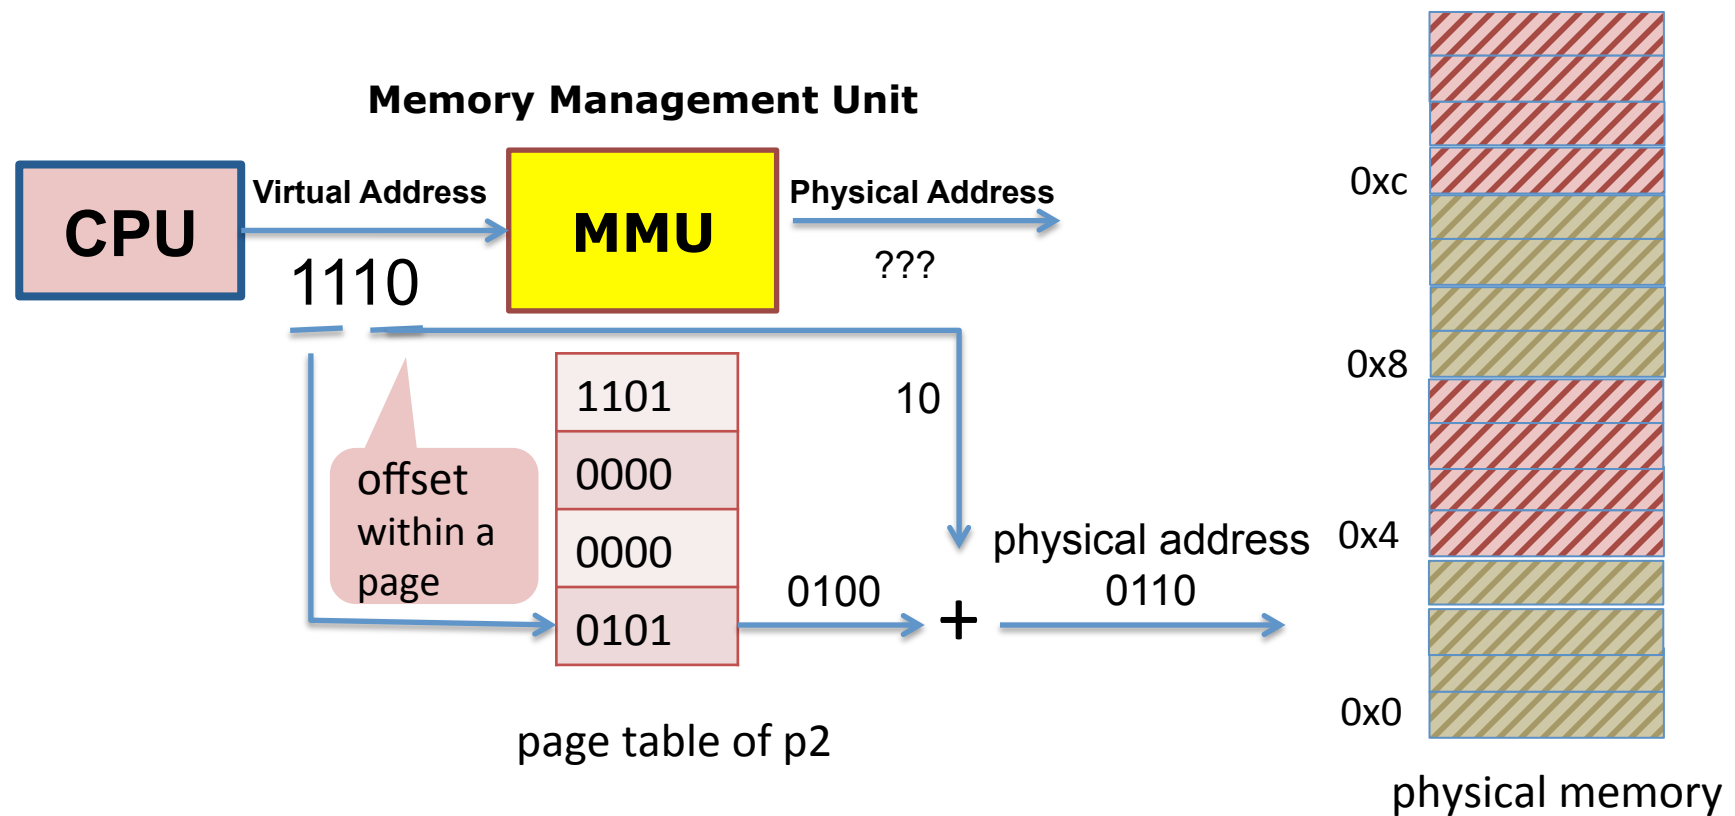 Memory Management Unit
CPU
Virtual Address
1110
MMU
Physical Address
???
1101
0000
0000
0101
offset
within a
page
10
0100
+
physical address
0110
page table of p2
0xc
0x8
0x4
0x0
physical memory